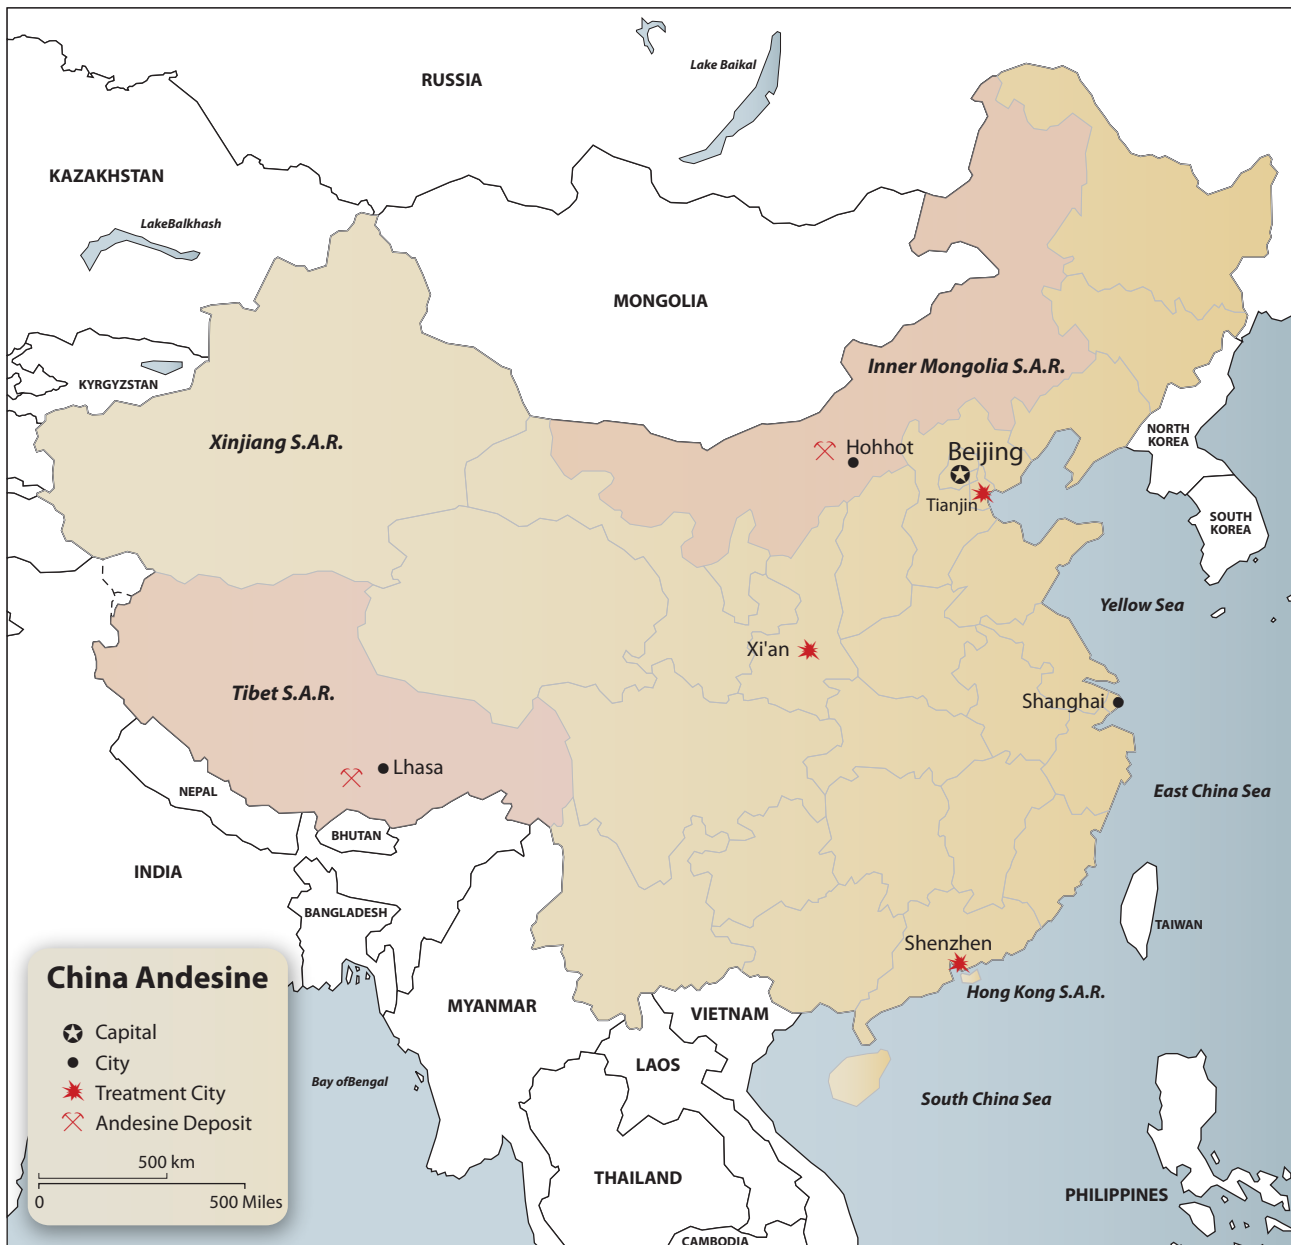 RUSSIA
Lake Baikal
KAZAKHSTAN
LakeBalkhash
MONGOLIA
KYRGYZSTAN
Inner Mongolia S.A.R.
Xinjiang S.A.R.
Hohhot
Beijing
Tianjin
NORTH
KOREA
SOUTH
KOREA
Yellow Sea
Xi'an
Tibet S.A.R.
Shanghai
Lhasa
NEPAL
East China Sea
BHUTAN
INDIA
BANGLADESH
TAIWAN
Shenzhen
Hong Kong S.A.R.
MYANMAR
VIETNAM
LAOS
Bay ofBengal
South China Sea
THAILAND
PHILIPPINES
CAMBODIA
China Andesine
Capital
City
Treatment City
Andesine Deposit
500 km
0
500 Miles